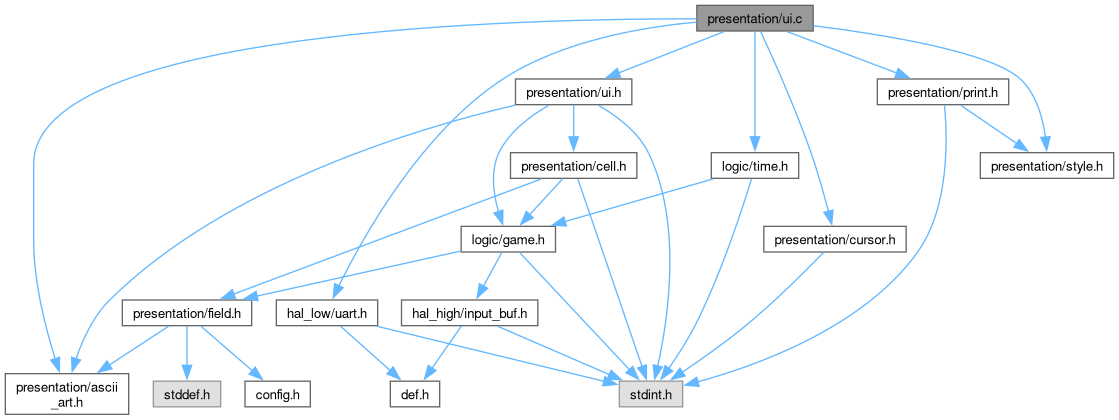 presentation/ui.c
presentation/ui.h
presentation/print.h
presentation/cell.h
logic/time.h
presentation/style.h
logic/game.h
presentation/cursor.h
presentation/field.h
hal_low/uart.h
hal_high/input_buf.h
presentation/ascii
_art.h
stddef.h
config.h
def.h
stdint.h